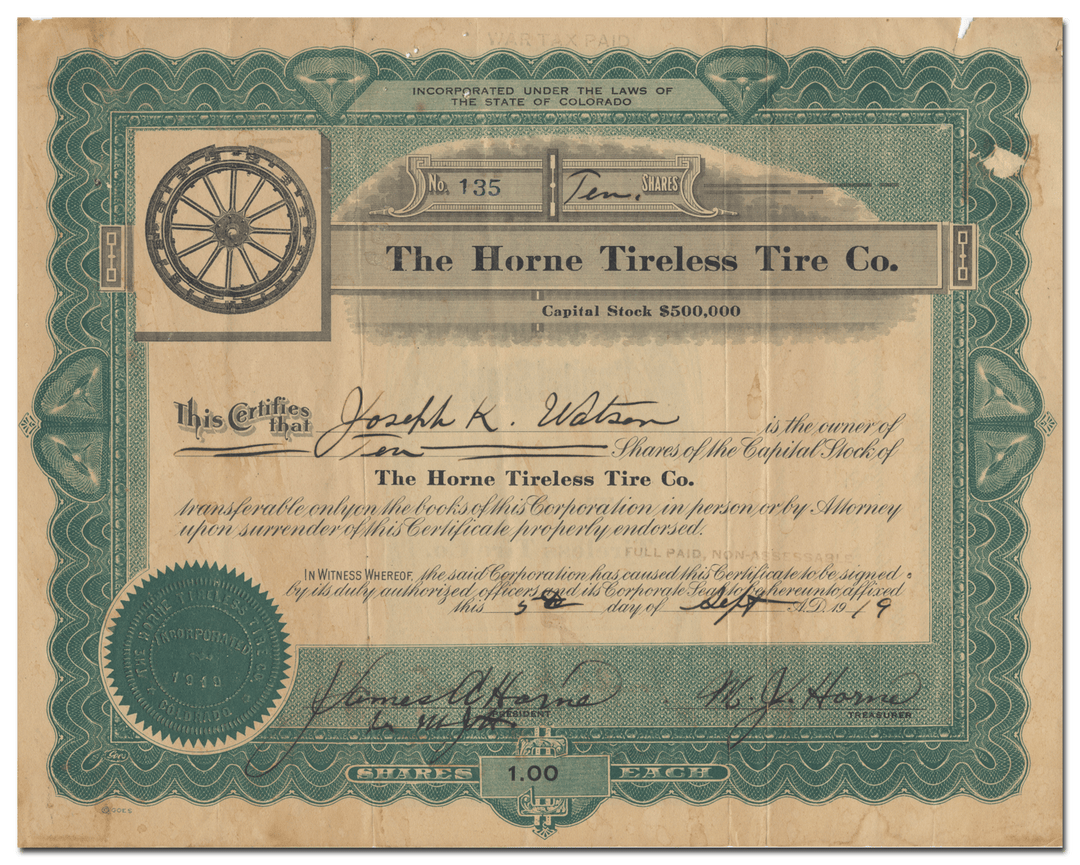 WAR TAX PAID
INCORPORATED UNDER THE LAWS OF
THE STATE OF COLORADO
No. 135 Ten. SHARES
The Horne Tireless Tire Co.
Capital Stock $500,000
This Certifies that Joseph K. Watson is the owner of
Ten Shares of the Capital Stock of
The Horne Tireless Tire Co.
transferable only on the books of this Corporation in person or by Attorney
upon surrender of this Certificate properly endorsed.
FULL PAID, NON-ASSESSABLE
IN WITNESS WHEREOF, the said Corporation has caused this Certificate to be signed
by its duly authorized officers and its Corporate Seal to be hereunto affixed
this 5th day of Sept A.D. 1919
THE HORNE TIRELESS TIRE CO.
INCORPORATED
COLORADO
James A Horne
PRESIDENT
M. J. Horne
TREASURER
SHARES 1.00 EACH
GOES